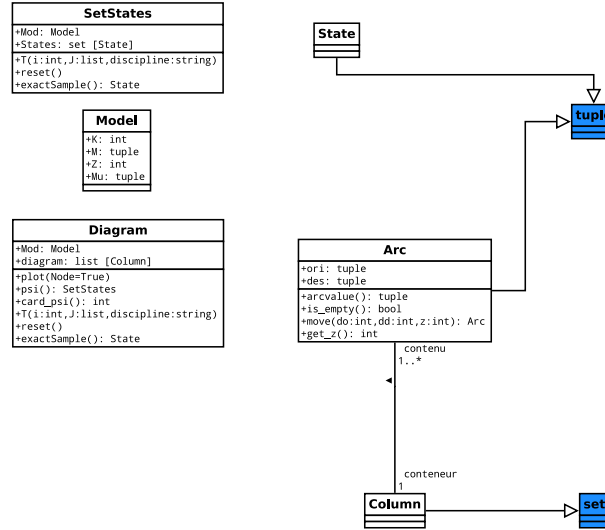 SetStates
+Mod: Model
+States: set [State]
+T(i:int,J:list,discipline:string)
+reset()
+exactSample(): State
State
tuple
Model
+K: int
+M: tuple
+Z: int
+Mu: tuple
Diagram
+Mod: Model
+diagram: list [Column]
+plot(Node=True)
+psi(): SetStates
+card_psi(): int
+T(i:int,J:list,discipline:string)
+reset()
+exactSample(): State
Arc
+ori: tuple
+des: tuple
+arcvalue(): tuple
+is_empty(): bool
+move(do:int,dd:int,z:int): Arc
+get_z(): int
contenu
1..*
conteneur
1
Column
set